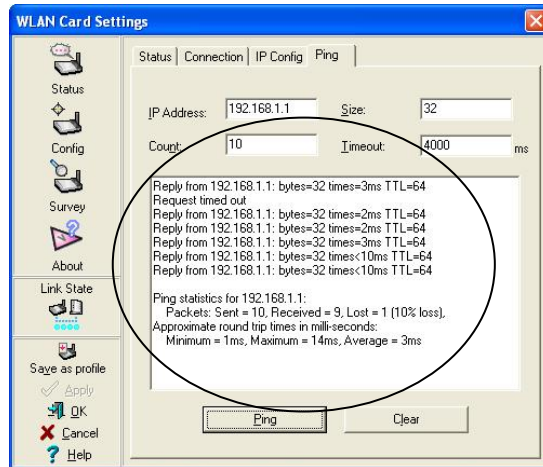 WLAN Card Settings
Status
Config
Survey
About
Link State
Save as profile
Apply
OK
Cancel
Help
Status
Connection
IP Config
Ping
IP Address: 192.168.1.1 Size: 32
Count: 10 Timeout: 4000 ms
Reply from 192.168.1.1: bytes=32 times=3ms TTL=64
Request timed out
Reply from 192.168.1.1: bytes=32 times=2ms TTL=64
Reply from 192.168.1.1: bytes=32 times=2ms TTL=64
Reply from 192.168.1.1: bytes=32 times=3ms TTL=64
Reply from 192.168.1.1: bytes=32 times<10ms TTL=64
Reply from 192.168.1.1: bytes=32 times<10ms TTL=64
Ping statistics for 192.168.1.1:
Packets: Sent = 10, Received = 9, Lost = 1 (10% loss),
Approximate round trip times in milli-seconds:
Minimum = 1ms, Maximum = 14ms, Average = 3ms
Ping
Clear